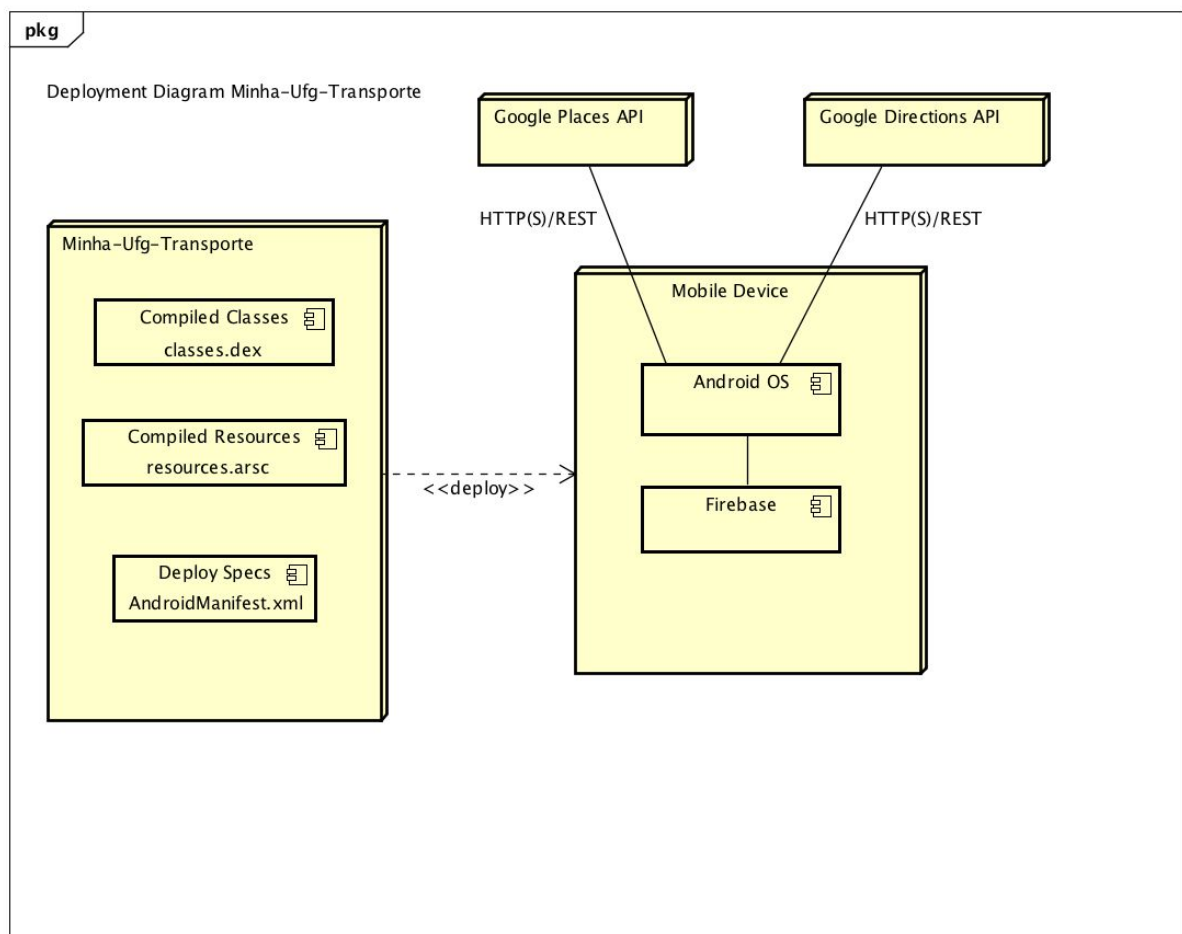 pkg
Deployment Diagram Minha-Ufg-Transporte
Google Places API
Google Directions API
HTTP(S)/REST
HTTP(S)/REST
Minha-Ufg-Transporte
Compiled Classes
classes.dex
Compiled Resources
resources.arsc
Deploy Specs
AndroidManifest.xml
<<deploy>>
Mobile Device
Android OS
Firebase